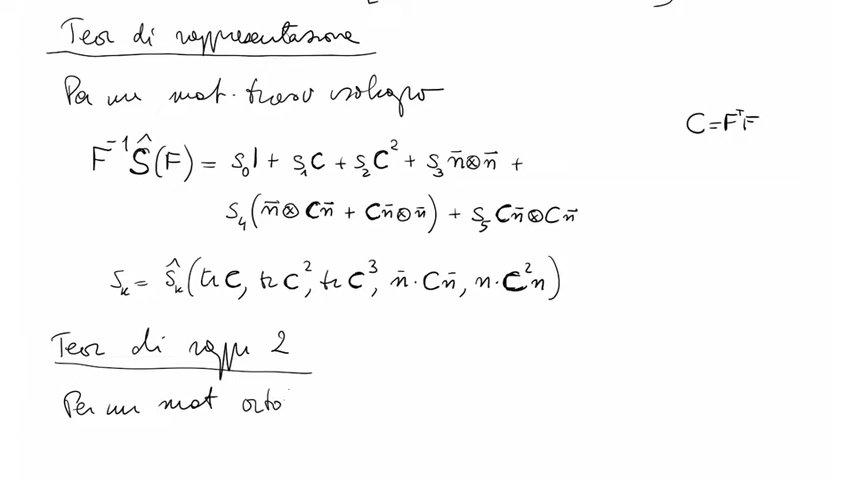 Teor di rappresentazione
Per un mat. trasv isotropo
C = FᵀF
F⁻¹Ŝ(F) = s₀I + s₁C + s₂C² + s₃n̄⊗n̄ +
s₄(n̄⊗Cn̄ + Cn̄⊗n̄) + s₅Cn̄⊗Cn̄
sₖ = ŝₖ(tr C, tr C², tr C³, n̄·Cn̄, n·C²n)
Teor di rapp 2
Per un mat orto